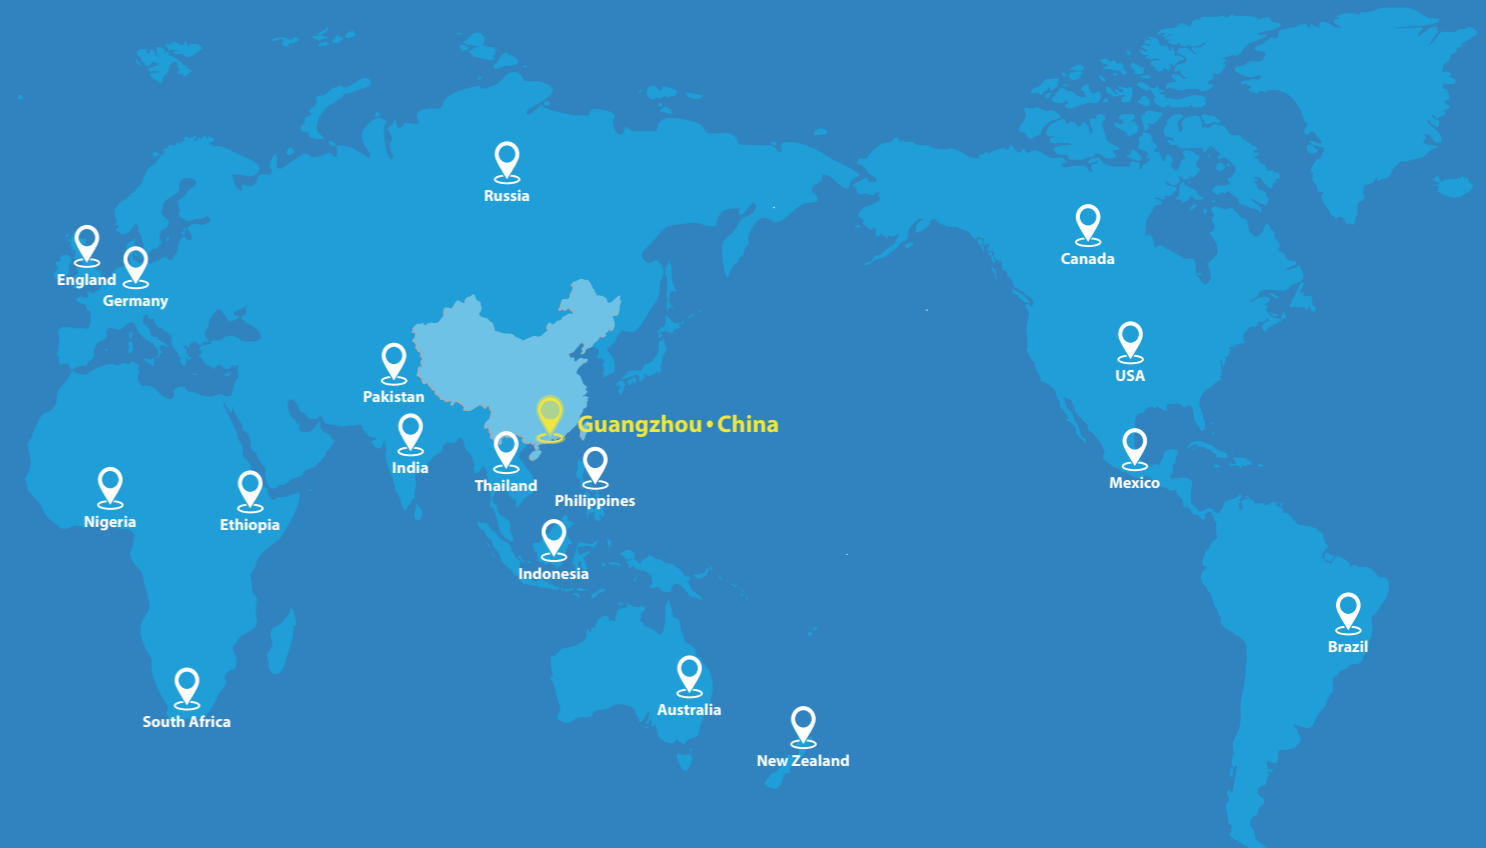 Russia
England
Germany
Canada
USA
Pakistan
Guangzhou•China
India
Thailand
Mexico
Philippines
Nigeria
Ethiopia
Indonesia
Brazil
Australia
South Africa
New Zealand